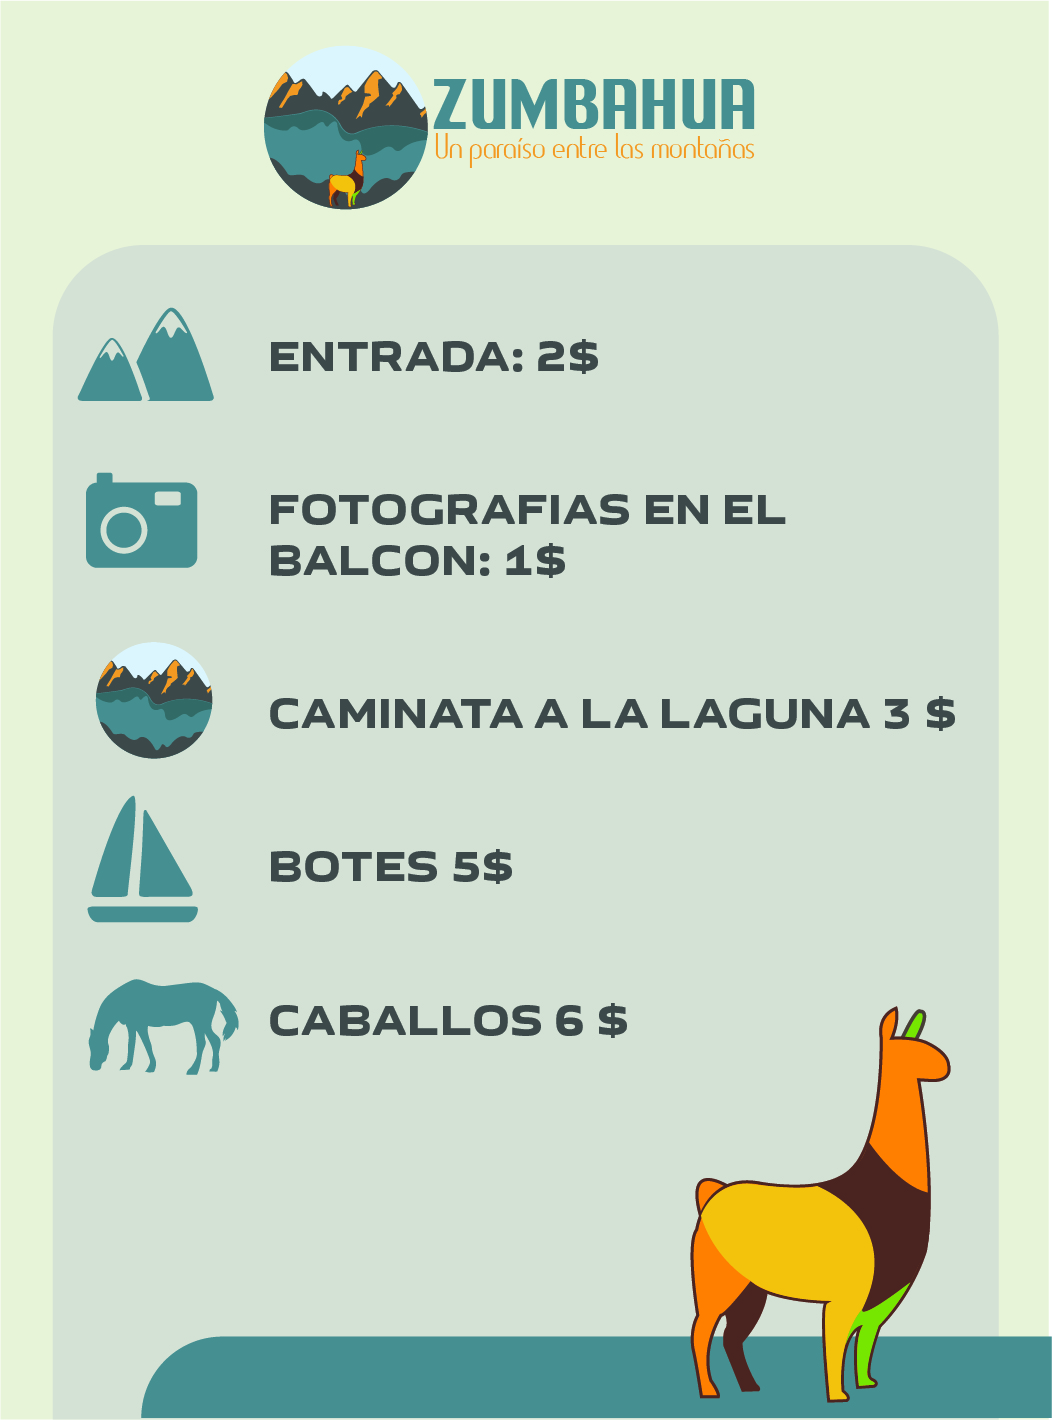 ZUMBAHUA
Un paraíso entre las montañas
ENTRADA: 2$
FOTOGRAFIAS EN EL
BALCON: 1$
CAMINATA A LA LAGUNA 3 $
BOTES 5$
CABALLOS 6 $